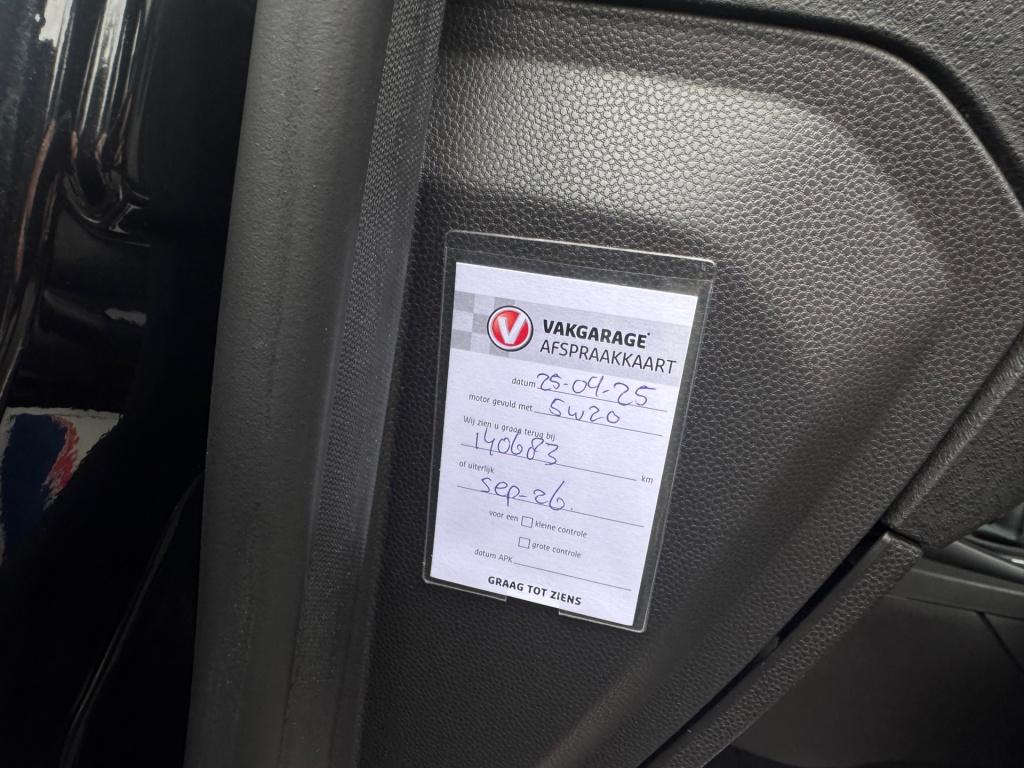 V VAKGARAGE
AFSPRAAKKAART
datum 25-09-25
motor gevuld met 5w20
Wij zien u graag terug bij
140683 km
of uiterlijk
sep-26.
voor een kleine controle
grote controle
datum APK
GRAAG TOT ZIENS